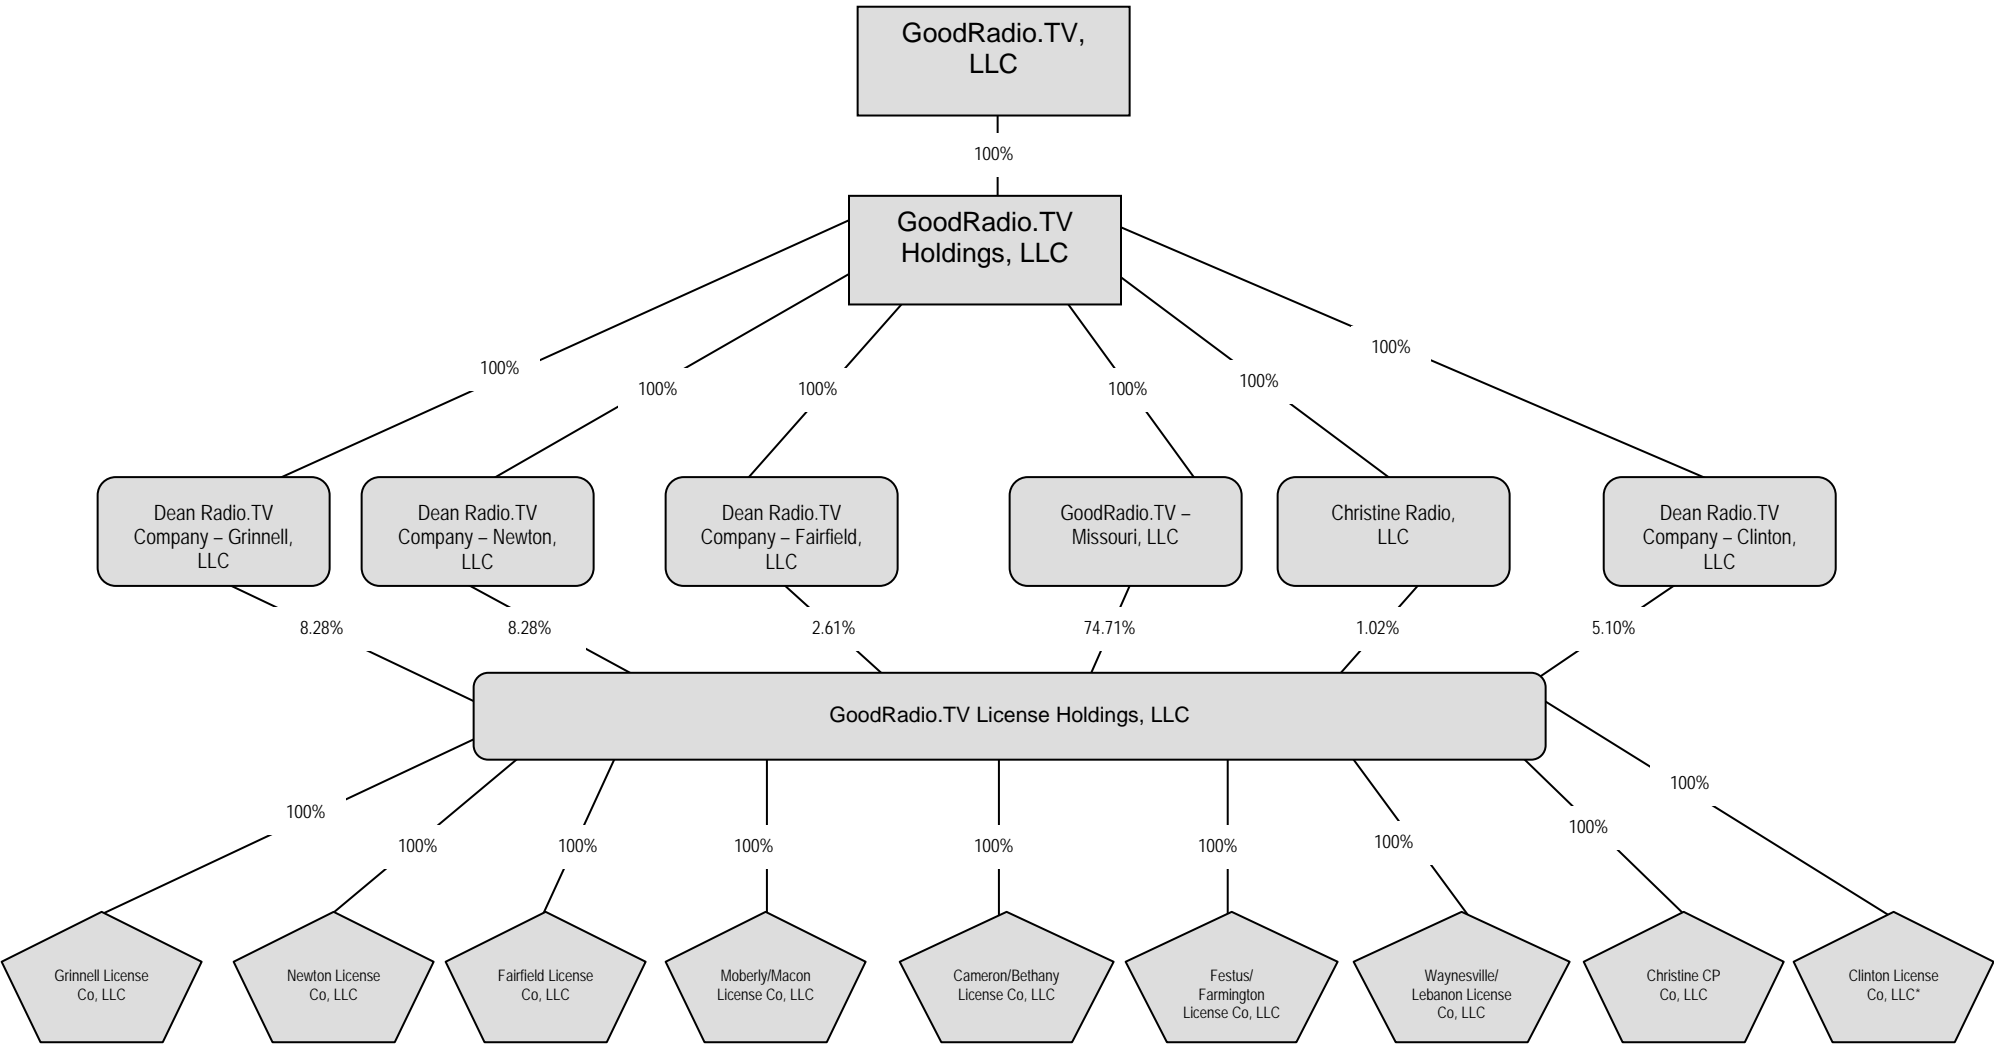 GoodRadio.TV,
LLC
100%
GoodRadio.TV
Holdings, LLC
100%
100%
100%
100%
100%
100%
Dean Radio.TV
Company – Grinnell,
LLC
Dean Radio.TV
Company – Newton,
LLC
Dean Radio.TV
Company – Fairfield,
LLC
GoodRadio.TV –
Missouri, LLC
Christine Radio,
LLC
Dean Radio.TV
Company – Clinton,
LLC
8.28%
8.28%
2.61%
74.71%
1.02%
5.10%
GoodRadio.TV License Holdings, LLC
100%
100%
100%
100%
100%
100%
100%
100%
100%
Grinnell License
Co, LLC
Newton License
Co, LLC
Fairfield License
Co, LLC
Moberly/Macon
License Co, LLC
Cameron/Bethany
License Co, LLC
Festus/
Farmington
License Co, LLC
Waynesville/
Lebanon License
Co, LLC
Christine CP
Co, LLC
Clinton License
Co, LLC*